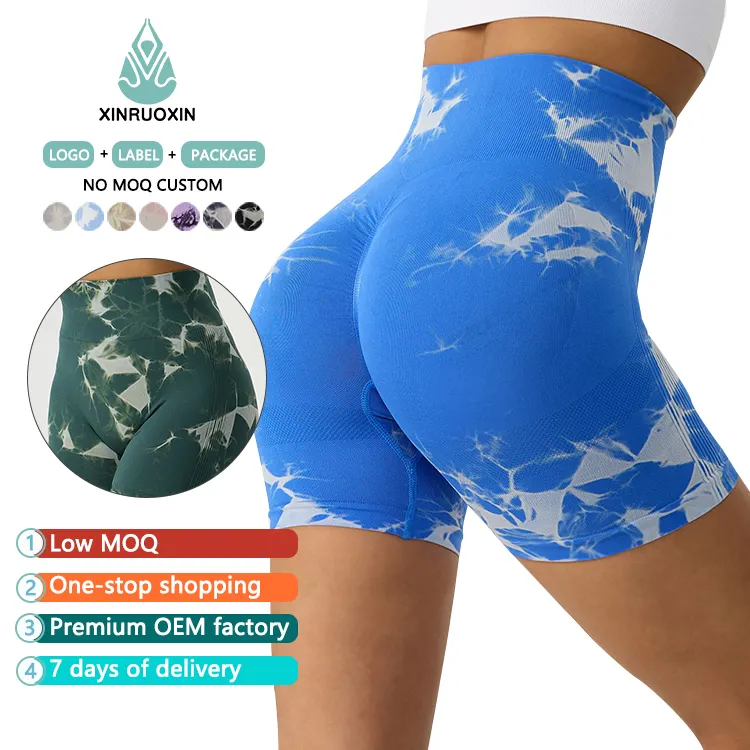 XINRUOXIN
LOGO + LABEL + PACKAGE
NO MOQ CUSTOM
1 Low MOQ
2 One-stop shopping
3 Premium OEM factory
4 7 days of delivery